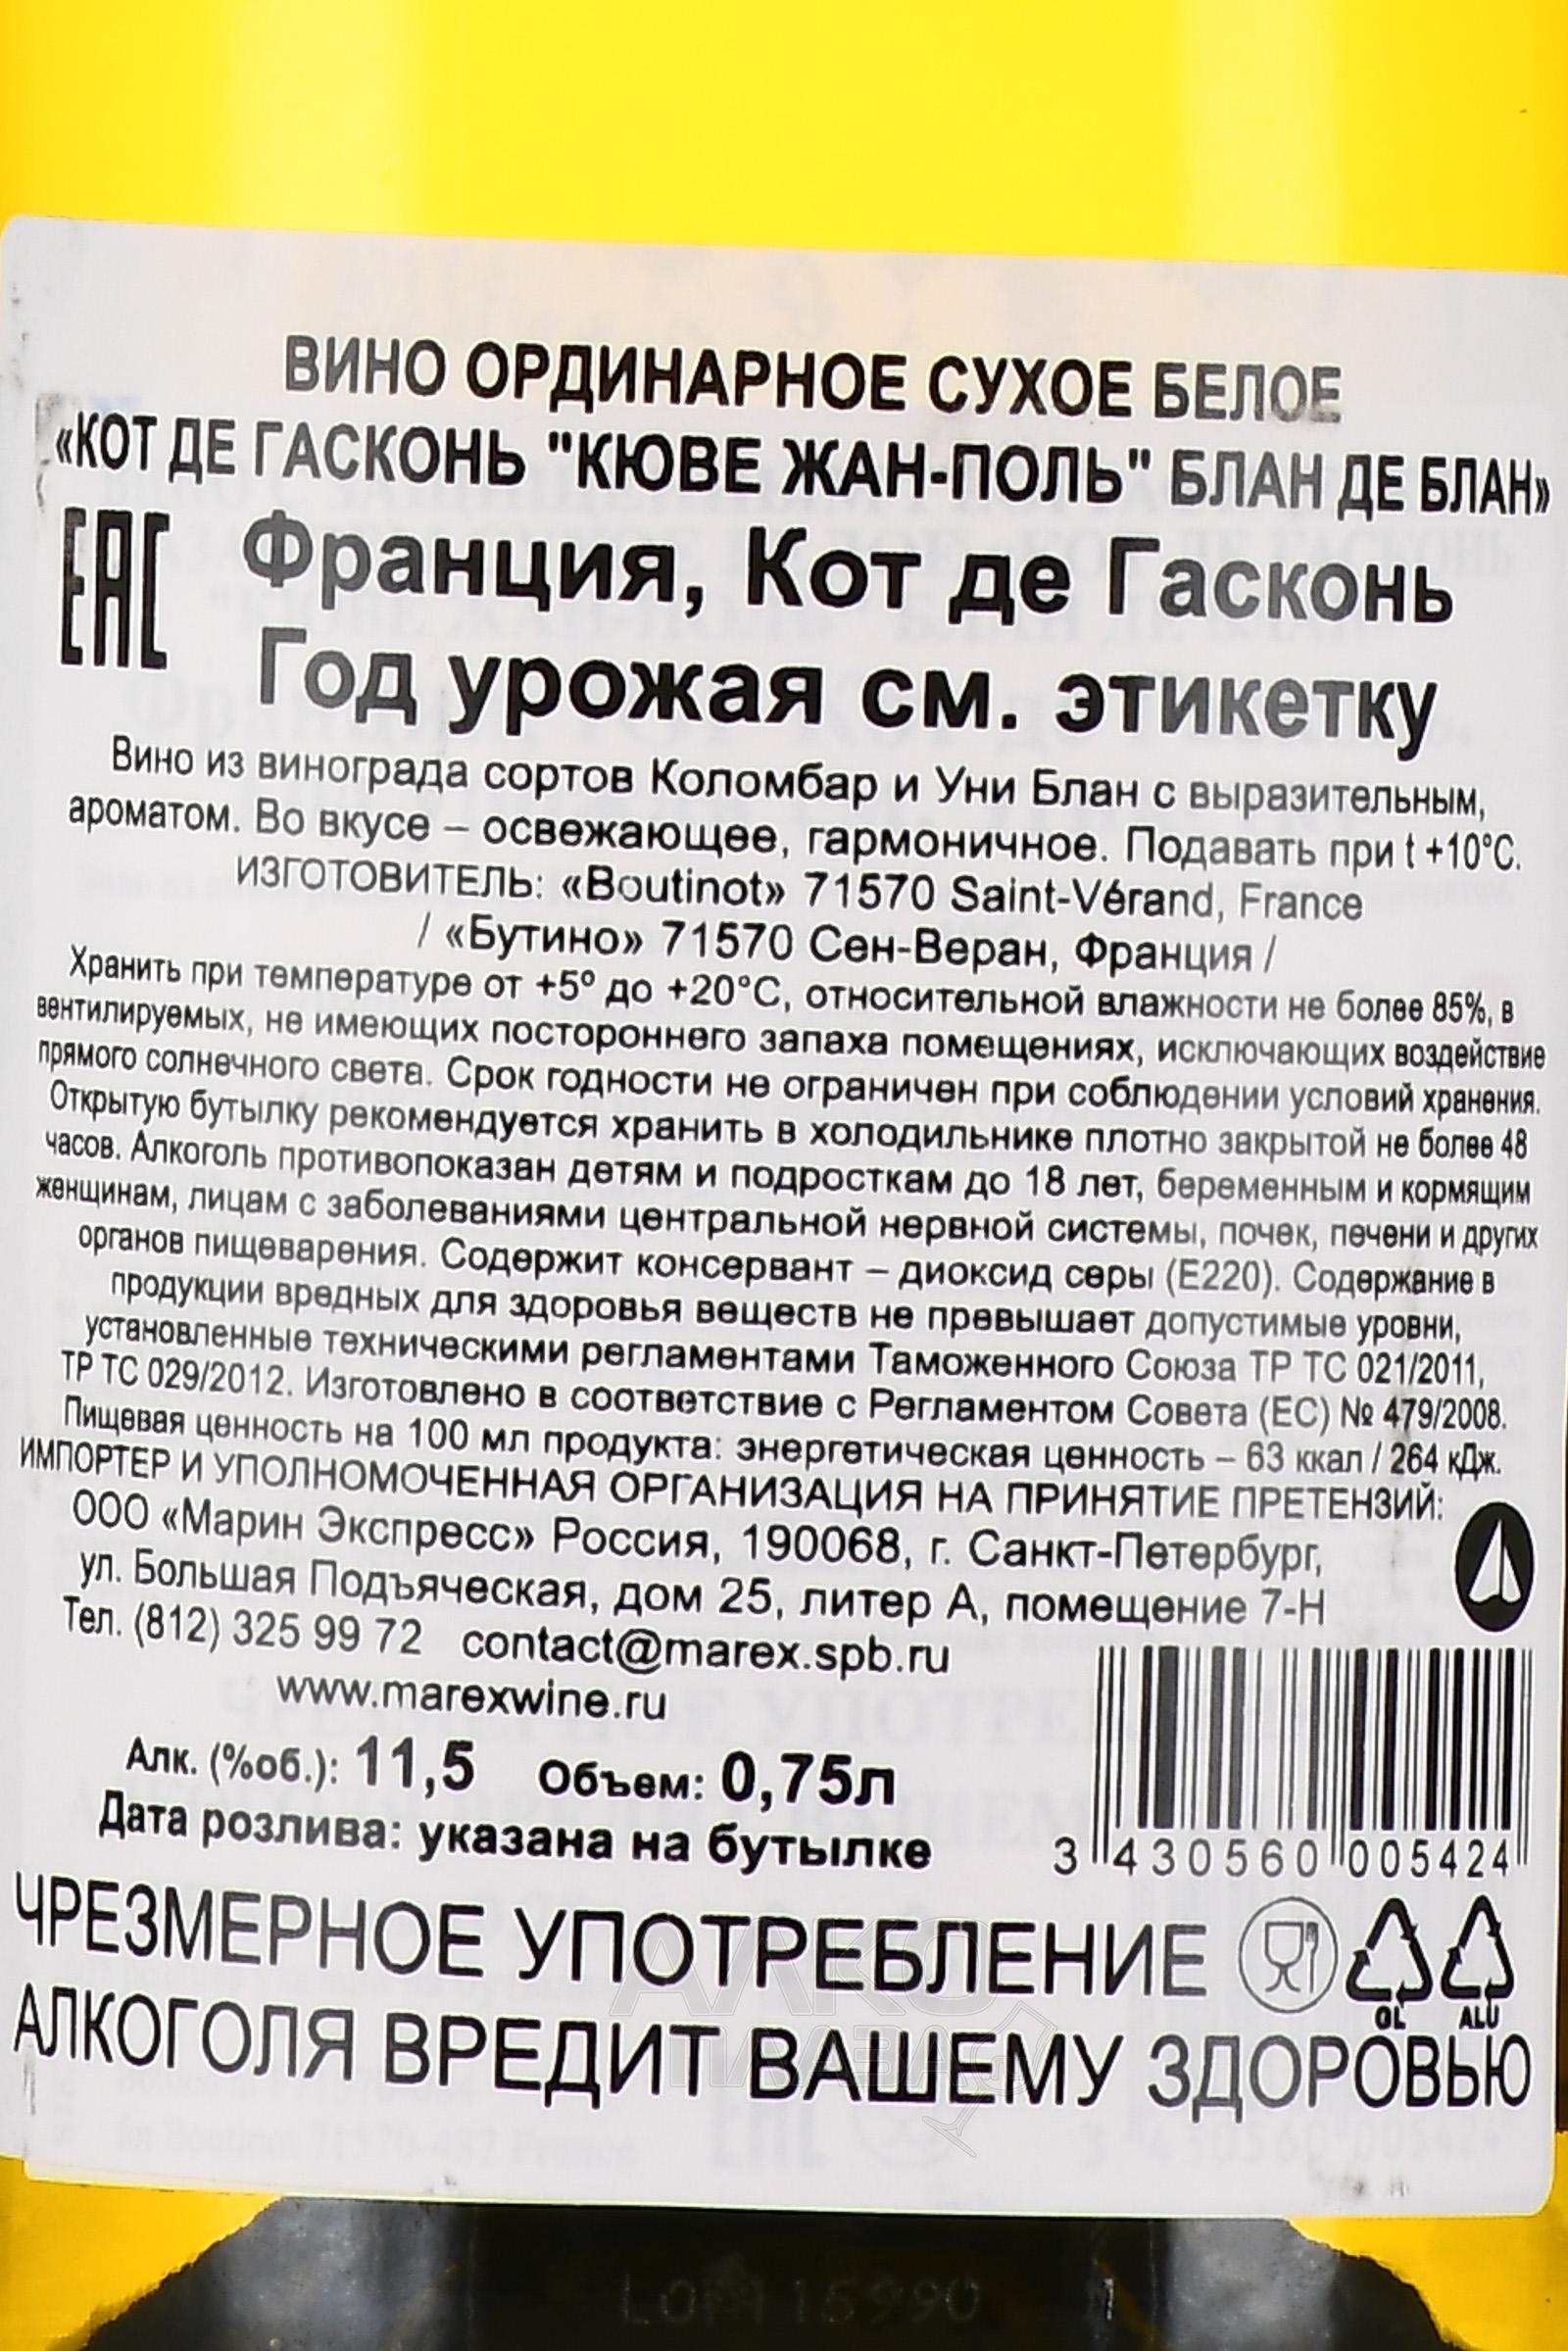 ВИНО ОРДИНАРНОЕ СУХОЕ БЕЛОЕ
«КОТ ДЕ ГАСКОНЬ "КЮВЕ ЖАН-ПОЛЬ" БЛАН ДЕ БЛАН»
EAC
Франция, Кот де Гасконь
Год урожая см. этикетку
Вино из винограда сортов Коломбар и Уни Блан с выразительным,
ароматом. Во вкусе – освежающее, гармоничное. Подавать при t +10°C.
ИЗГОТОВИТЕЛЬ: «Boutinot» 71570 Saint-Vérand, France
/ «Бутино» 71570 Сен-Веран, Франция /
Хранить при температуре от +5º до +20°C, относительной влажности не более 85%, в
вентилируемых, не имеющих постороннего запаха помещениях, исключающих воздействие
прямого солнечного света. Срок годности не ограничен при соблюдении условий хранения.
Открытую бутылку рекомендуется хранить в холодильнике плотно закрытой не более 48
часов. Алкоголь противопоказан детям и подросткам до 18 лет, беременным и кормящим
женщинам, лицам с заболеваниями центральной нервной системы, почек, печени и других
органов пищеварения. Содержит консервант – диоксид серы (E220). Содержание в
продукции вредных для здоровья веществ не превышает допустимые уровни,
установленные техническими регламентами Таможенного Союза ТР ТС 021/2011,
ТР ТС 029/2012. Изготовлено в соответствие с Регламентом Совета (ЕС) № 479/2008.
Пищевая ценность на 100 мл продукта: энергетическая ценность – 63 ккал / 264 кДж.
ИМПОРТЕР И УПОЛНОМОЧЕННАЯ ОРГАНИЗАЦИЯ НА ПРИНЯТИЕ ПРЕТЕНЗИЙ:
ООО «Марин Экспресс» Россия, 190068, г. Санкт-Петербург,
ул. Большая Подъяческая, дом 25, литер А, помещение 7-Н
Тел. (812) 325 99 72 contact@marex.spb.ru
www.marexwine.ru
Алк. (%об.): 11,5 Объем: 0,75л
Дата розлива: указана на бутылке
3 430560 005424
ЧРЕЗМЕРНОЕ УПОТРЕБЛЕНИЕ
GL ALU
АЛКОГОЛЯ ВРЕДИТ ВАШЕМУ ЗДОРОВЬЮ